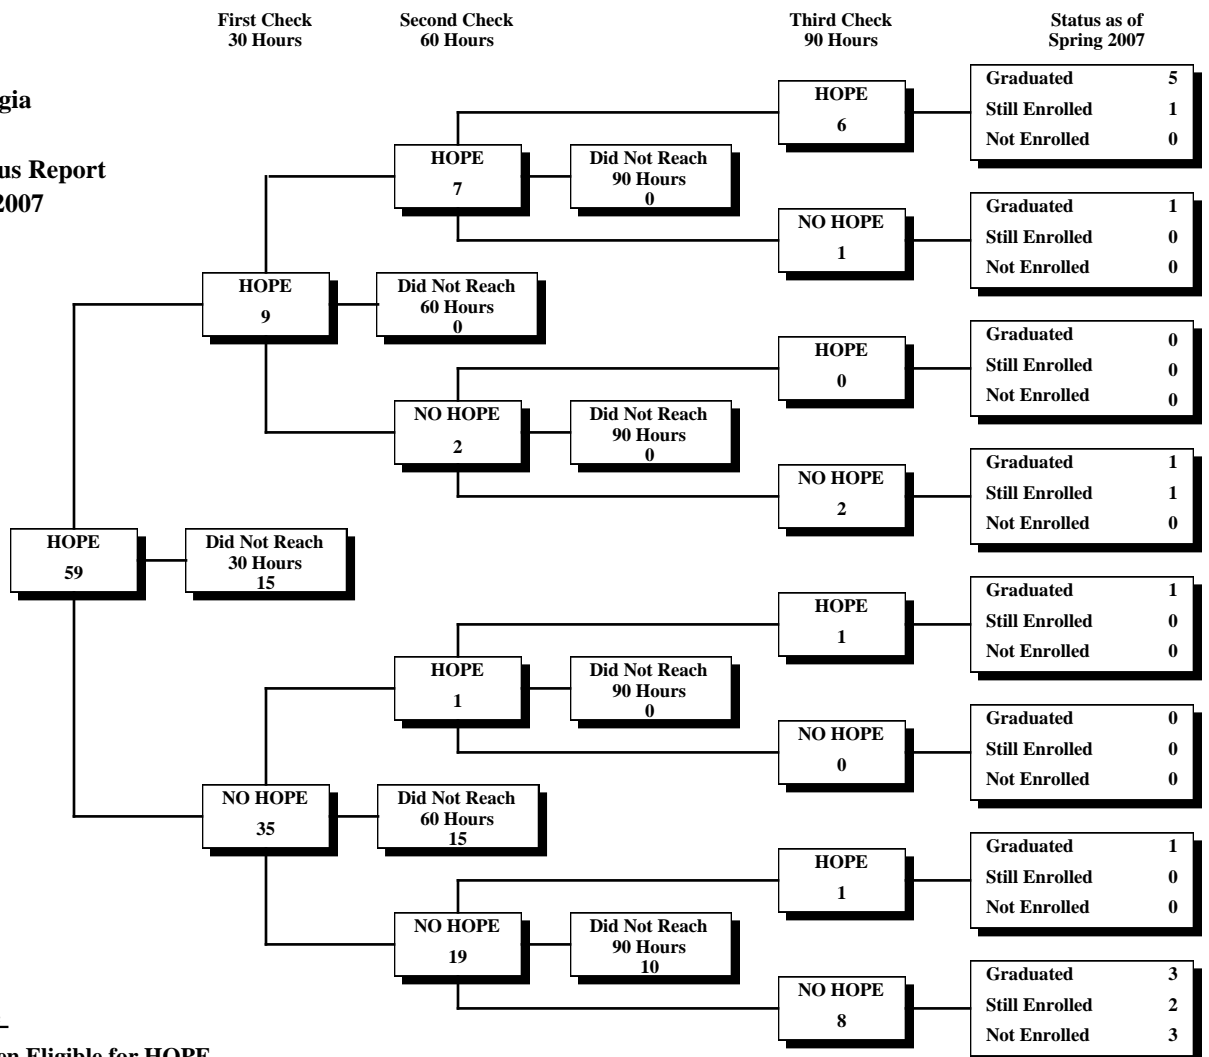 First Check
30 Hours
Second Check
60 Hours
Third Check
90 Hours
Status as of
Spring 2007
gia
us Report
2007
HOPE
59
Did Not Reach
30 Hours
15
HOPE
9
Did Not Reach
60 Hours
0
NO HOPE
35
Did Not Reach
60 Hours
15
HOPE
7
Did Not Reach
90 Hours
0
NO HOPE
2
Did Not Reach
90 Hours
0
HOPE
1
Did Not Reach
90 Hours
0
NO HOPE
19
Did Not Reach
90 Hours
10
HOPE
6
Graduated 5
Still Enrolled 1
Not Enrolled 0
NO HOPE
1
Graduated 1
Still Enrolled 0
Not Enrolled 0
HOPE
0
Graduated 0
Still Enrolled 0
Not Enrolled 0
NO HOPE
2
Graduated 1
Still Enrolled 1
Not Enrolled 0
HOPE
1
Graduated 1
Still Enrolled 0
Not Enrolled 0
NO HOPE
0
Graduated 0
Still Enrolled 0
Not Enrolled 0
HOPE
1
Graduated 1
Still Enrolled 0
Not Enrolled 0
NO HOPE
8
Graduated 3
Still Enrolled 2
Not Enrolled 3
en Eligible for HOPE